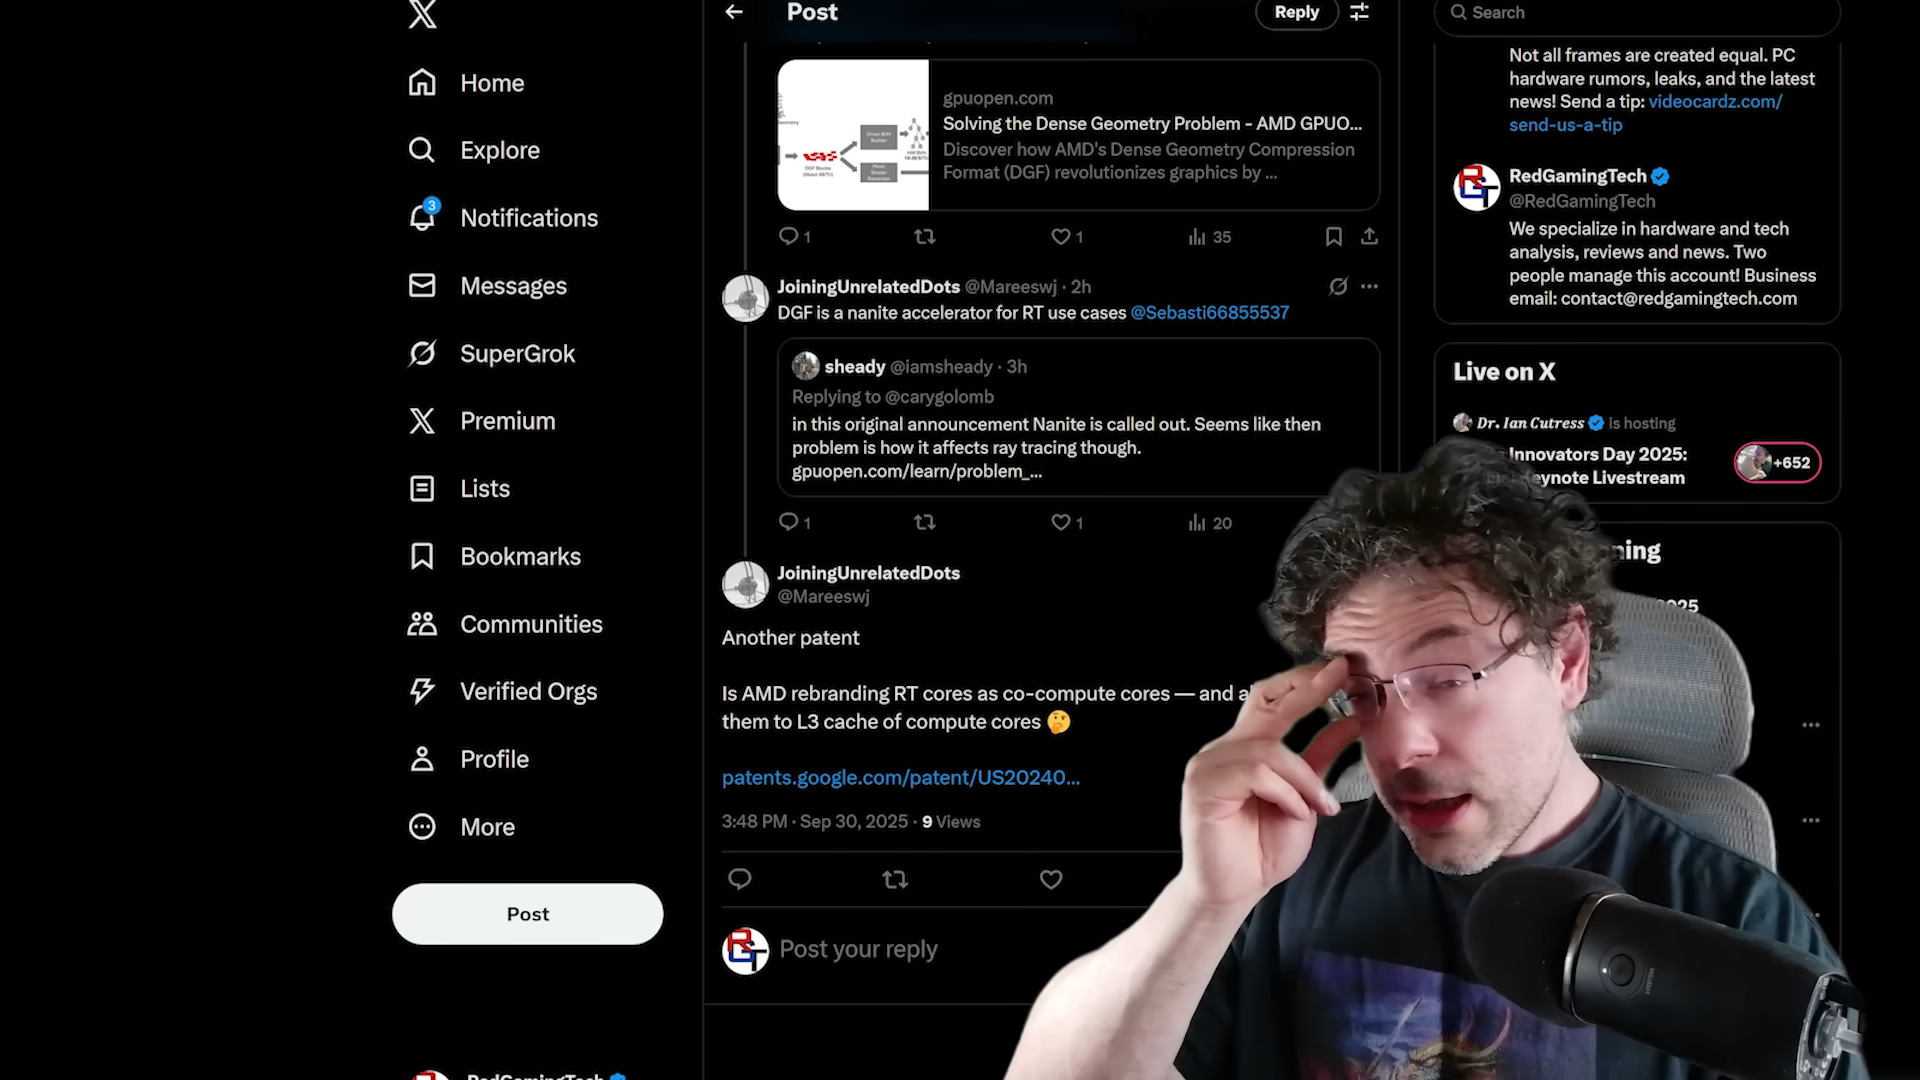 Home
Explore
3
Notifications
Messages
SuperGrok
Premium
Lists
Bookmarks
Communities
Verified Orgs
Profile
More
Post
Post
Reply
gpuopen.com
Solving the Dense Geometry Problem - AMD GPUO...
Discover how AMD's Dense Geometry Compression
Format (DGF) revolutionizes graphics by ...
1
1
35
JoiningUnrelatedDots @Mareeswj · 2h
DGF is a nanite accelerator for RT use cases @Sebasti66855537
sheady @iamsheady · 3h
Replying to @carygolomb
in this original announcement Nanite is called out. Seems like then
problem is how it affects ray tracing though.
gpuopen.com/learn/problem_...
1
1
20
JoiningUnrelatedDots
@Mareeswj
Another patent
Is AMD rebranding RT cores as co-compute cores — and
them to L3 cache of compute cores 🤔
patents.google.com/patent/US20240...
3:48 PM · Sep 30, 2025 · 9 Views
Post your reply
Search
Not all frames are created equal. PC
hardware rumors, leaks, and the latest
news! Send a tip: videocardz.com/
send-us-a-tip
RedGamingTech
@RedGamingTech
We specialize in hardware and tech
analysis, reviews and news. Two
people manage this account! Business
email: contact@redgamingtech.com
Live on X
Dr. Ian Cutress is hosting
Innovators Day 2025:
Keynote Livestream
+652